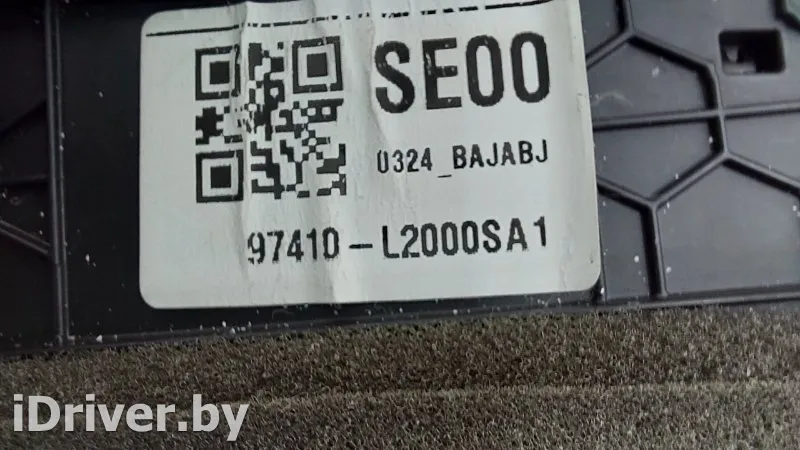 SE00
0324_BAJABJ
97410-L2000SA1
iDriver.by